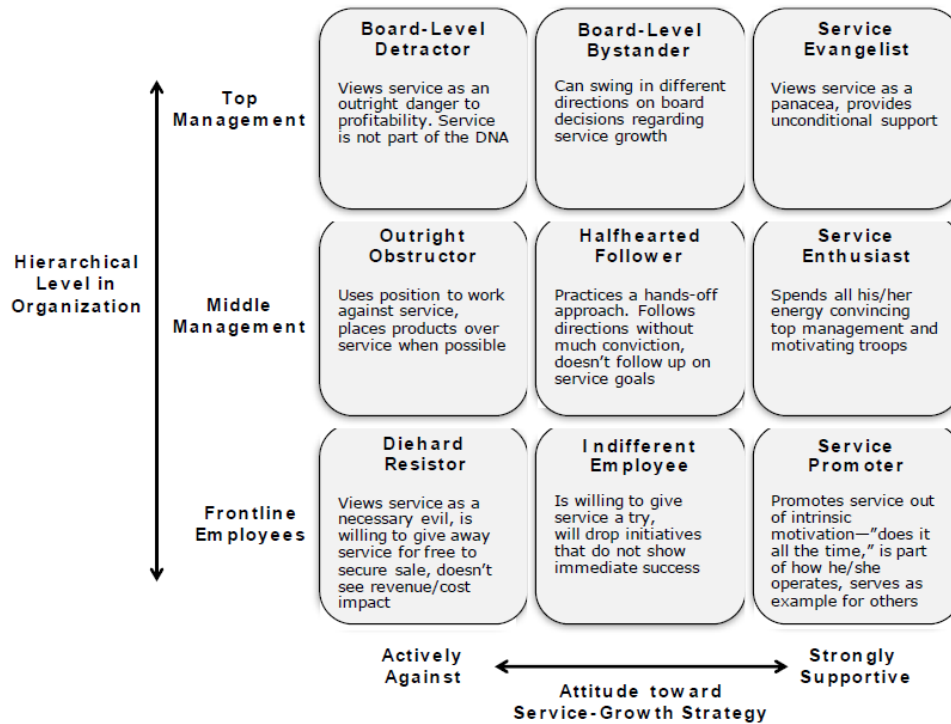 Board-Level
Detractor
Views service as an
outright danger to
profitability. Service
is not part of the DNA
Board-Level
Bystander
Can swing in different
directions on board
decisions regarding
service growth
Service
Evangelist
Views service as a
panacea, provides
unconditional support
Top
Management
Outright
Obstructor
Uses position to work
against service,
places products over
service when possible
Halfhearted
Follower
Practices a hands-off
approach. Follows
directions without
much conviction,
doesn't follow up on
service goals
Service
Enthusiast
Spends all his/her
energy convincing
top management and
motivating troops
Hierarchical
Level in
Organization
Middle
Management
Diehard
Resistor
Views service as a
necessary evil, is
willing to give away
service for free to
secure sale, doesn't
see revenue/cost
impact
Indifferent
Employee
Is willing to give
service a try,
will drop initiatives
that do not show
immediate success
Service
Promoter
Promotes service out
of intrinsic
motivation—"does it
all the time," is part
of how he/she
operates, serves as
example for others
Frontline
Employees
Actively
Against
Strongly
Supportive
Attitude toward
Service-Growth Strategy